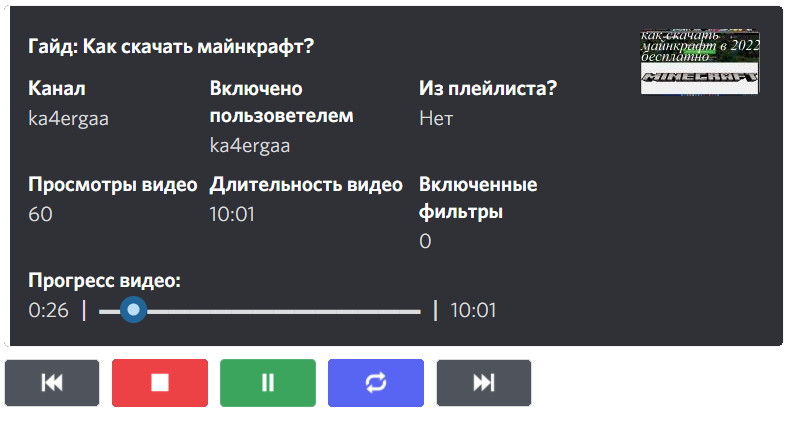 Гайд: Как скачать майнкрафт?
как скачать
майнкрафт в 2022
бесплатно
MINECRAFT
Канал
ka4ergaa
Включено
пользоветелем
ka4ergaa
Из плейлиста?
Нет
Просмотры видео
60
Длительность видео
10:01
Включенные
фильтры
0
Прогресс видео:
0:26 | | 10:01